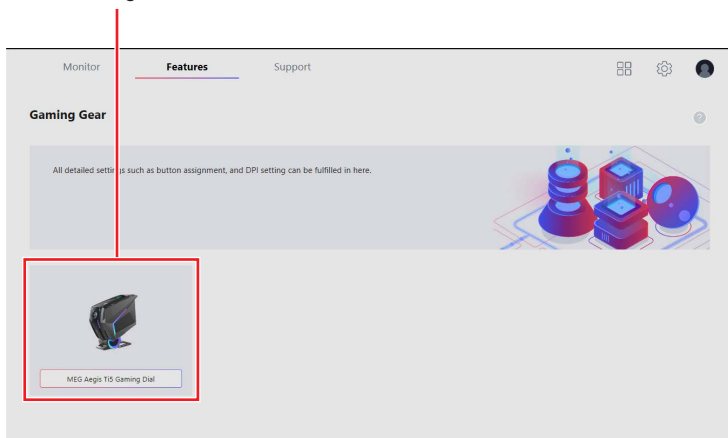 Monitor
Features
Support
Gaming Gear
All detailed settings such as button assignment, and DPI setting can be fulfilled in here.
MEG Aegis Ti5 Gaming Dial